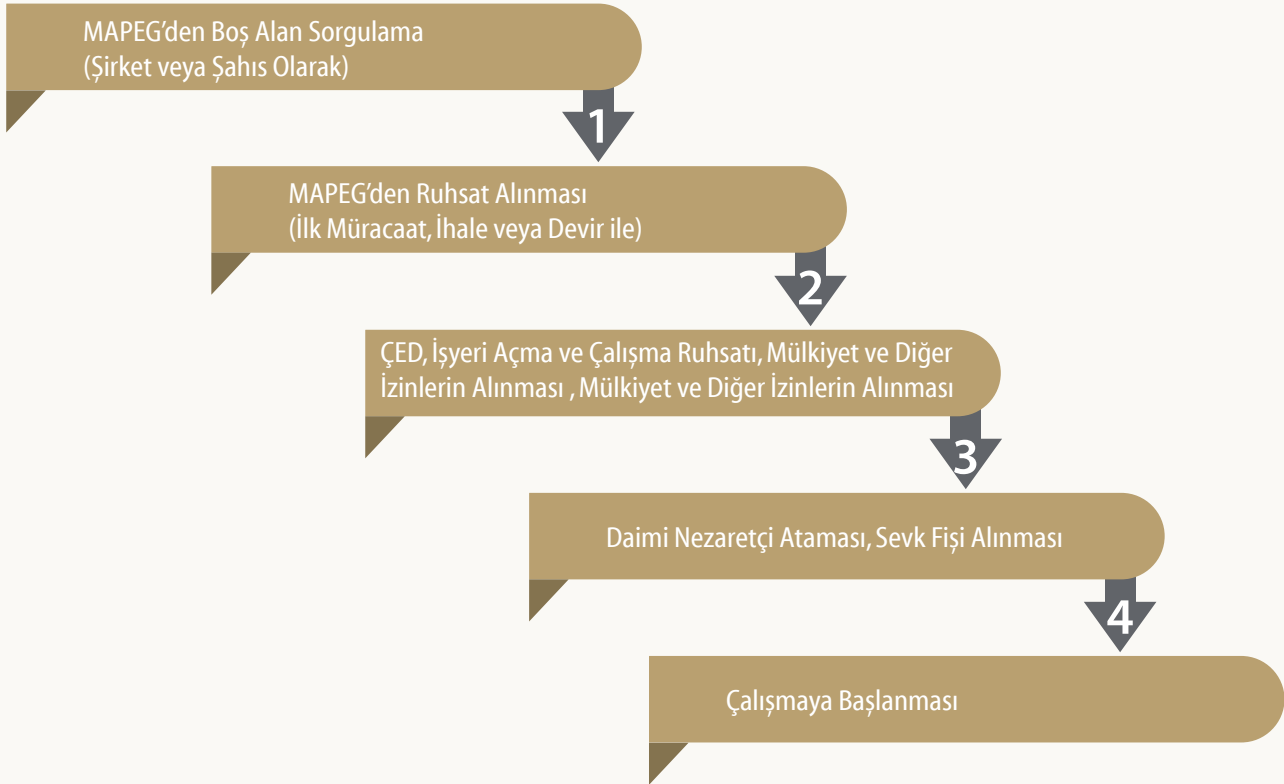 MAPEG’den Boş Alan Sorgulama
(Şirket veya Şahıs Olarak)
1
MAPEG’den Ruhsat Alınması
(İlk Müracaat, İhale veya Devir ile)
2
ÇED, İşyeri Açma ve Çalışma Ruhsatı, Mülkiyet ve Diğer
İzinlerin Alınması , Mülkiyet ve Diğer İzinlerin Alınması
3
Daimi Nezaretçi Ataması, Sevk Fişi Alınması
4
Çalışmaya Başlanması